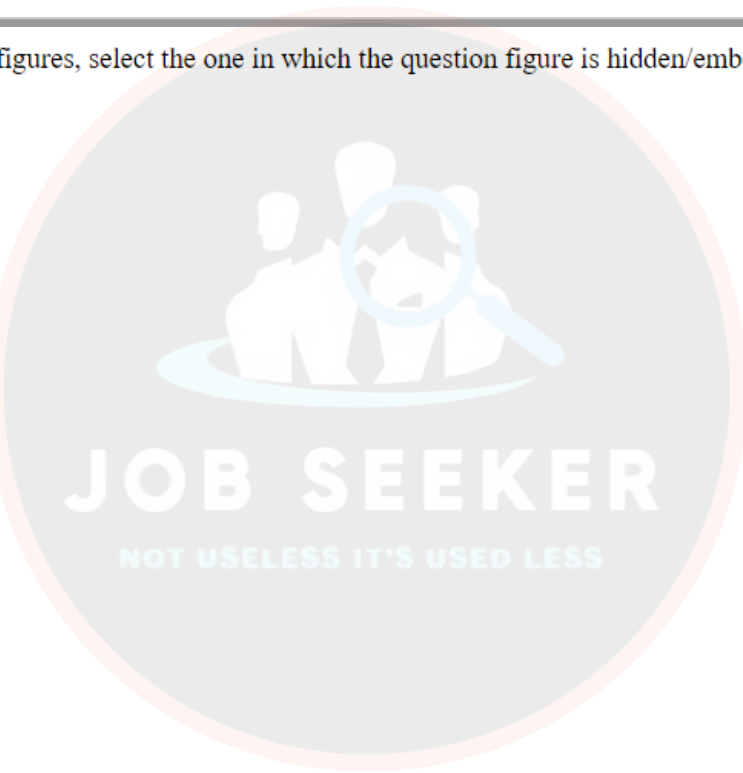 figures, select the one in which the question figure is hidden/emb
JOB SEEKER
NOT USELESS IT'S USED LESS